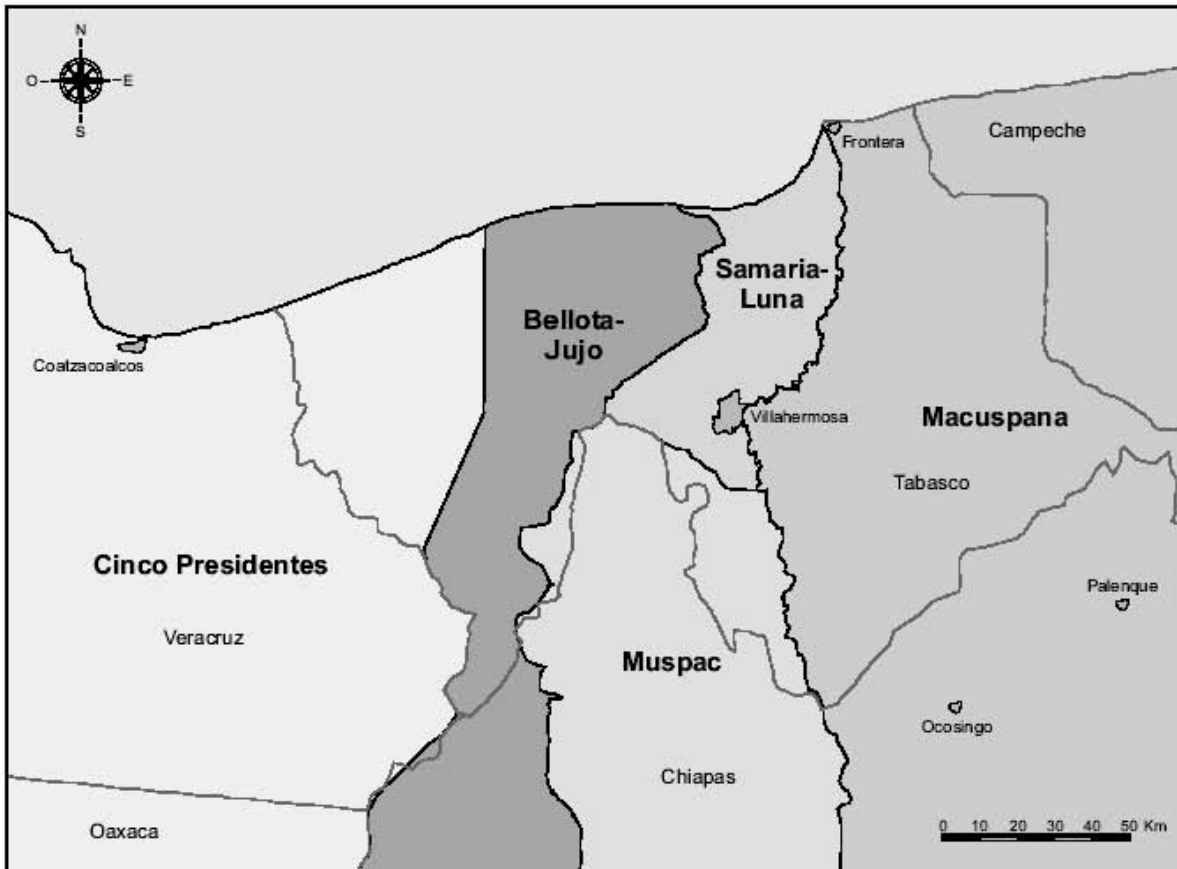 N
O
E
S
Frontera
Campeche
Samaria-
Luna
Bellota-
Jujo
Coatzacoalcos
Villahermosa
Macuspana
Tabasco
Cinco Presidentes
Palenque
Veracruz
Muspac
Ocosingo
Chiapas
Oaxaca
0 10 20 30 40 50 Km